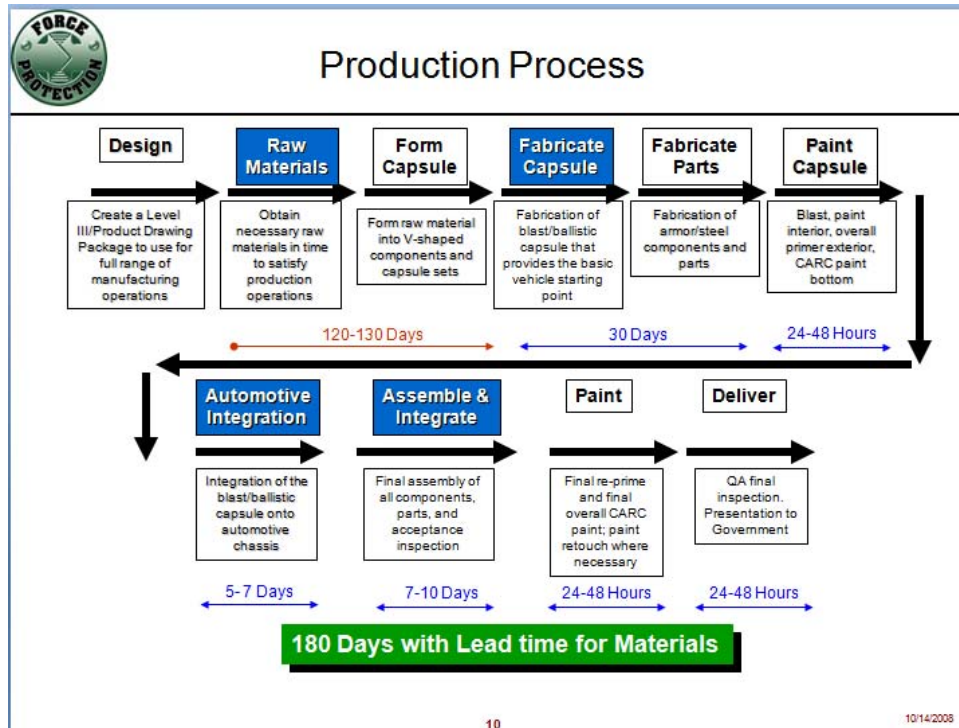 FORCE
PROTECTION
Production Process
Design
Raw
Materials
Form
Capsule
Fabricate
Capsule
Fabricate
Parts
Paint
Capsule
Create a Level
III/Product Drawing
Package to use for
full range of
manufacturing
operations
Obtain
necessary raw
materials in time
to satisfy
production
operations
Form raw material
into V-shaped
components and
capsule sets
Fabrication of
blast/ballistic
capsule that
provides the basic
vehicle starting
point
Fabrication of
armor/steel
components and
parts
Blast, paint
interior, overall
primer exterior,
CARC paint
bottom
120-130 Days
30 Days
24-48 Hours
Automotive
Integration
Assemble &
Integrate
Paint
Deliver
Integration of the
blast/ballistic
capsule onto
automotive
chassis
Final assembly of
all components,
parts, and
acceptance
inspection
Final re-prime
and final
overall CARC
paint; paint
retouch where
necessary
QA final
inspection.
Presentation to
Government
5- 7 Days
7-10 Days
24-48 Hours
24-48 Hours
180 Days with Lead time for Materials
10
10/14/2008